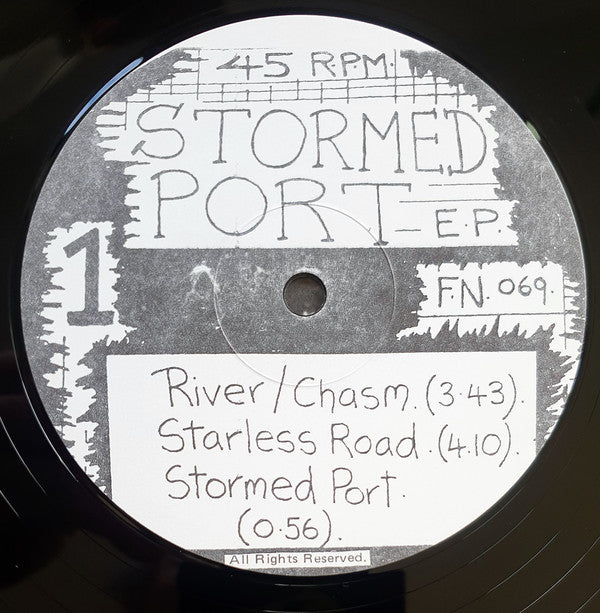 45 R.P.M.
STORMED
PORT E.P.
1
F.N. 069.
River/Chasm. (3·43).
Starless Road. (4.10).
Stormed Port.
(0·56).
All Rights Reserved.